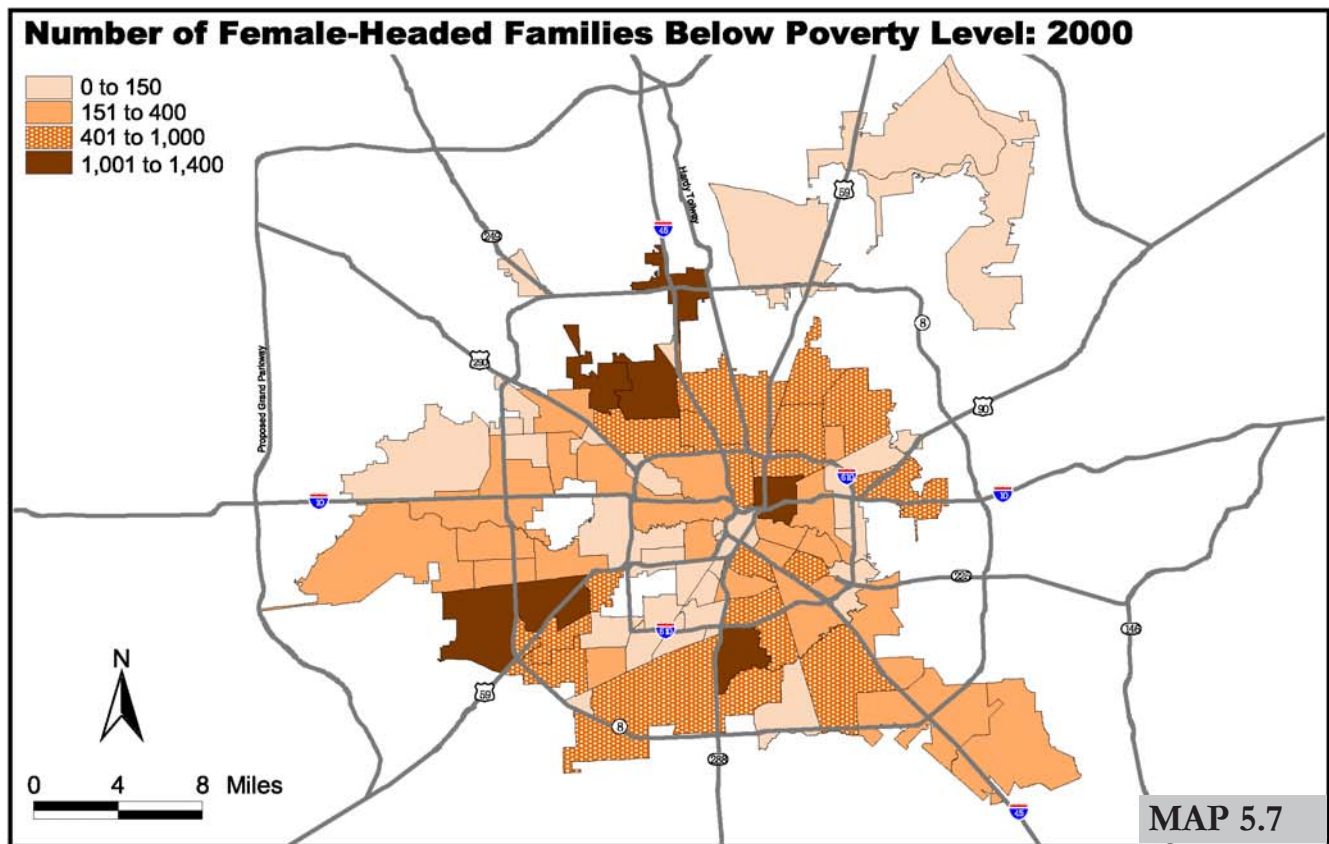 Number of Female-Headed Families Below Poverty Level: 2000
0 to 150
151 to 400
401 to 1,000
1,001 to 1,400
Hardy Tollway
59
45
249
8
290
Proposed Grand Parkway
90
610
10
10
225
610
146
N
59
8
288
0 4 8 Miles
45
MAP 5.7